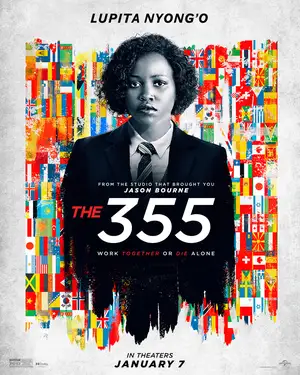 LUPITA NYONG'O
FROM THE STUDIO THAT BROUGHT YOU
JASON BOURNE
THE 355
WORK TOGETHER OR DIE ALONE
IN THEATERS
JANUARY 7